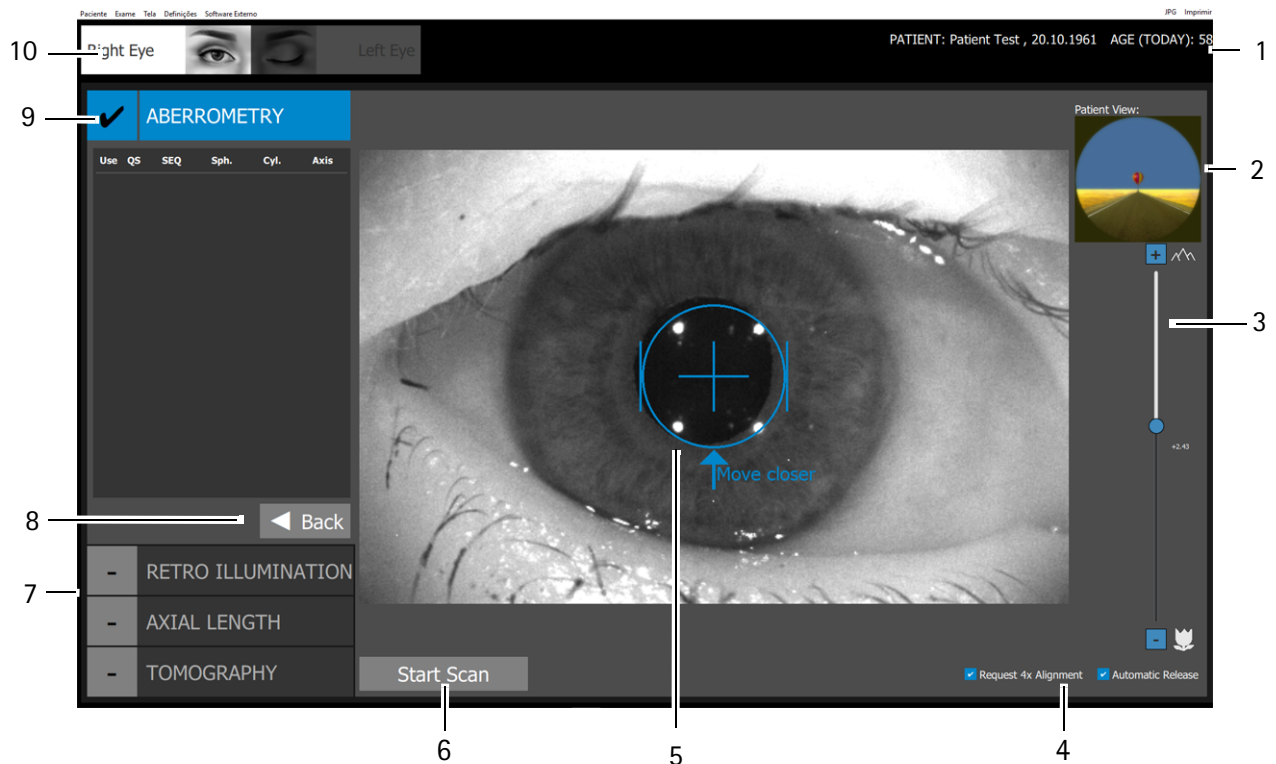 Paciente Exame Tela Definições Software Externo JPG Imprimir
10 Right Eye Left Eye PATIENT: Patient Test , 20.10.1961 AGE (TODAY): 58 1
9 ✔ ABERROMETRY
Patient View:
Use QS SEQ Sph. Cyl. Axis
2
+
3
+2.43
Move closer
8 ◀ Back
7
- RETRO ILLUMINATION
- AXIAL LENGTH
-
- TOMOGRAPHY
Start Scan
Request 4x Alignment Automatic Release
6 5 4